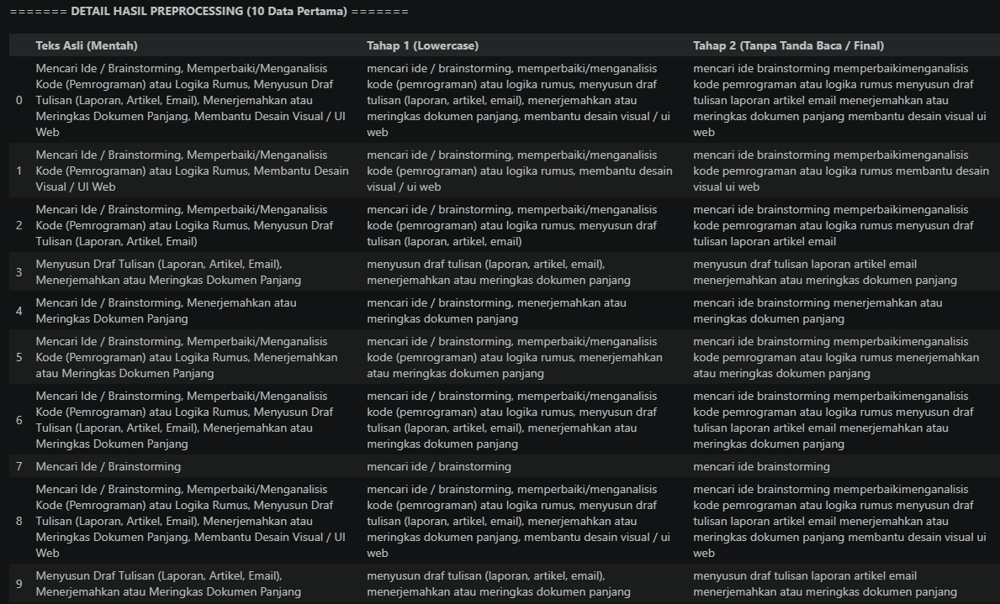 ======= DETAIL HASIL PREPROCESSING (10 Data Pertama) =======
Teks Asli (Mentah) Tahap 1 (Lowercase) Tahap 2 (Tanpa Tanda Baca / Final)
0
Mencari Ide / Brainstorming, Memperbaiki/Menganalisis
Kode (Pemrograman) atau Logika Rumus, Menyusun Draf
Tulisan (Laporan, Artikel, Email), Menerjemahkan atau
Meringkas Dokumen Panjang, Membantu Desain Visual / UI
Web
mencari ide / brainstorming, memperbaiki/menganalisis
kode (pemrograman) atau logika rumus, menyusun draf
tulisan (laporan, artikel, email), menerjemahkan atau
meringkas dokumen panjang, membantu desain visual / ui
web
mencari ide brainstorming memperbaikimenganalisis
kode pemrograman atau logika rumus menyusun draf
tulisan laporan artikel email menerjemahkan atau
meringkas dokumen panjang membantu desain visual ui
web
1
Mencari Ide / Brainstorming, Memperbaiki/Menganalisis
Kode (Pemrograman) atau Logika Rumus, Membantu Desain
Visual / UI Web
mencari ide / brainstorming, memperbaiki/menganalisis
kode (pemrograman) atau logika rumus, membantu desain
visual / ui web
mencari ide brainstorming memperbaikimenganalisis
kode pemrograman atau logika rumus membantu desain
visual ui web
2
Mencari Ide / Brainstorming, Memperbaiki/Menganalisis
Kode (Pemrograman) atau Logika Rumus, Menyusun Draf
Tulisan (Laporan, Artikel, Email)
mencari ide / brainstorming, memperbaiki/menganalisis
kode (pemrograman) atau logika rumus, menyusun draf
tulisan (laporan, artikel, email)
mencari ide brainstorming memperbaikimenganalisis
kode pemrograman atau logika rumus menyusun draf
tulisan laporan artikel email
3
Menyusun Draf Tulisan (Laporan, Artikel, Email),
Menerjemahkan atau Meringkas Dokumen Panjang
menyusun draf tulisan (laporan, artikel, email),
menerjemahkan atau meringkas dokumen panjang
menyusun draf tulisan laporan artikel email
menerjemahkan atau meringkas dokumen panjang
4
Mencari Ide / Brainstorming, Menerjemahkan atau
Meringkas Dokumen Panjang
mencari ide / brainstorming, menerjemahkan atau
meringkas dokumen panjang
mencari ide brainstorming menerjemahkan atau
meringkas dokumen panjang
5
Mencari Ide / Brainstorming, Memperbaiki/Menganalisis
Kode (Pemrograman) atau Logika Rumus, Menerjemahkan
atau Meringkas Dokumen Panjang
mencari ide / brainstorming, memperbaiki/menganalisis
kode (pemrograman) atau logika rumus, menerjemahkan
atau meringkas dokumen panjang
mencari ide brainstorming memperbaikimenganalisis
kode pemrograman atau logika rumus menerjemahkan
atau meringkas dokumen panjang
6
Mencari Ide / Brainstorming, Memperbaiki/Menganalisis
Kode (Pemrograman) atau Logika Rumus, Menyusun Draf
Tulisan (Laporan, Artikel, Email), Menerjemahkan atau
Meringkas Dokumen Panjang
mencari ide / brainstorming, memperbaiki/menganalisis
kode (pemrograman) atau logika rumus, menyusun draf
tulisan (laporan, artikel, email), menerjemahkan atau
meringkas dokumen panjang
mencari ide brainstorming memperbaikimenganalisis
kode pemrograman atau logika rumus menyusun draf
tulisan laporan artikel email menerjemahkan atau
meringkas dokumen panjang
7
Mencari Ide / Brainstorming
mencari ide / brainstorming
mencari ide brainstorming
8
Mencari Ide / Brainstorming, Memperbaiki/Menganalisis
Kode (Pemrograman) atau Logika Rumus, Menyusun Draf
Tulisan (Laporan, Artikel, Email), Menerjemahkan atau
Meringkas Dokumen Panjang, Membantu Desain Visual / UI
Web
mencari ide / brainstorming, memperbaiki/menganalisis
kode (pemrograman) atau logika rumus, menyusun draf
tulisan (laporan, artikel, email), menerjemahkan atau
meringkas dokumen panjang, membantu desain visual / ui
web
mencari ide brainstorming memperbaikimenganalisis
kode pemrograman atau logika rumus menyusun draf
tulisan laporan artikel email menerjemahkan atau
meringkas dokumen panjang membantu desain visual ui
web
9
Menyusun Draf Tulisan (Laporan, Artikel, Email),
Menerjemahkan atau Meringkas Dokumen Panjang
menyusun draf tulisan (laporan, artikel, email),
menerjemahkan atau meringkas dokumen panjang
menyusun draf tulisan laporan artikel email
menerjemahkan atau meringkas dokumen panjang